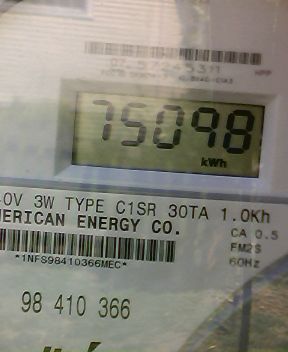 75098
kWh
0V 3W TYPE C1SR 30TA 1.0Kh
MERICAN ENERGY CO.
CA 0.5
FM2S
60Hz
*1NFS98410366MEC*
98 410 366